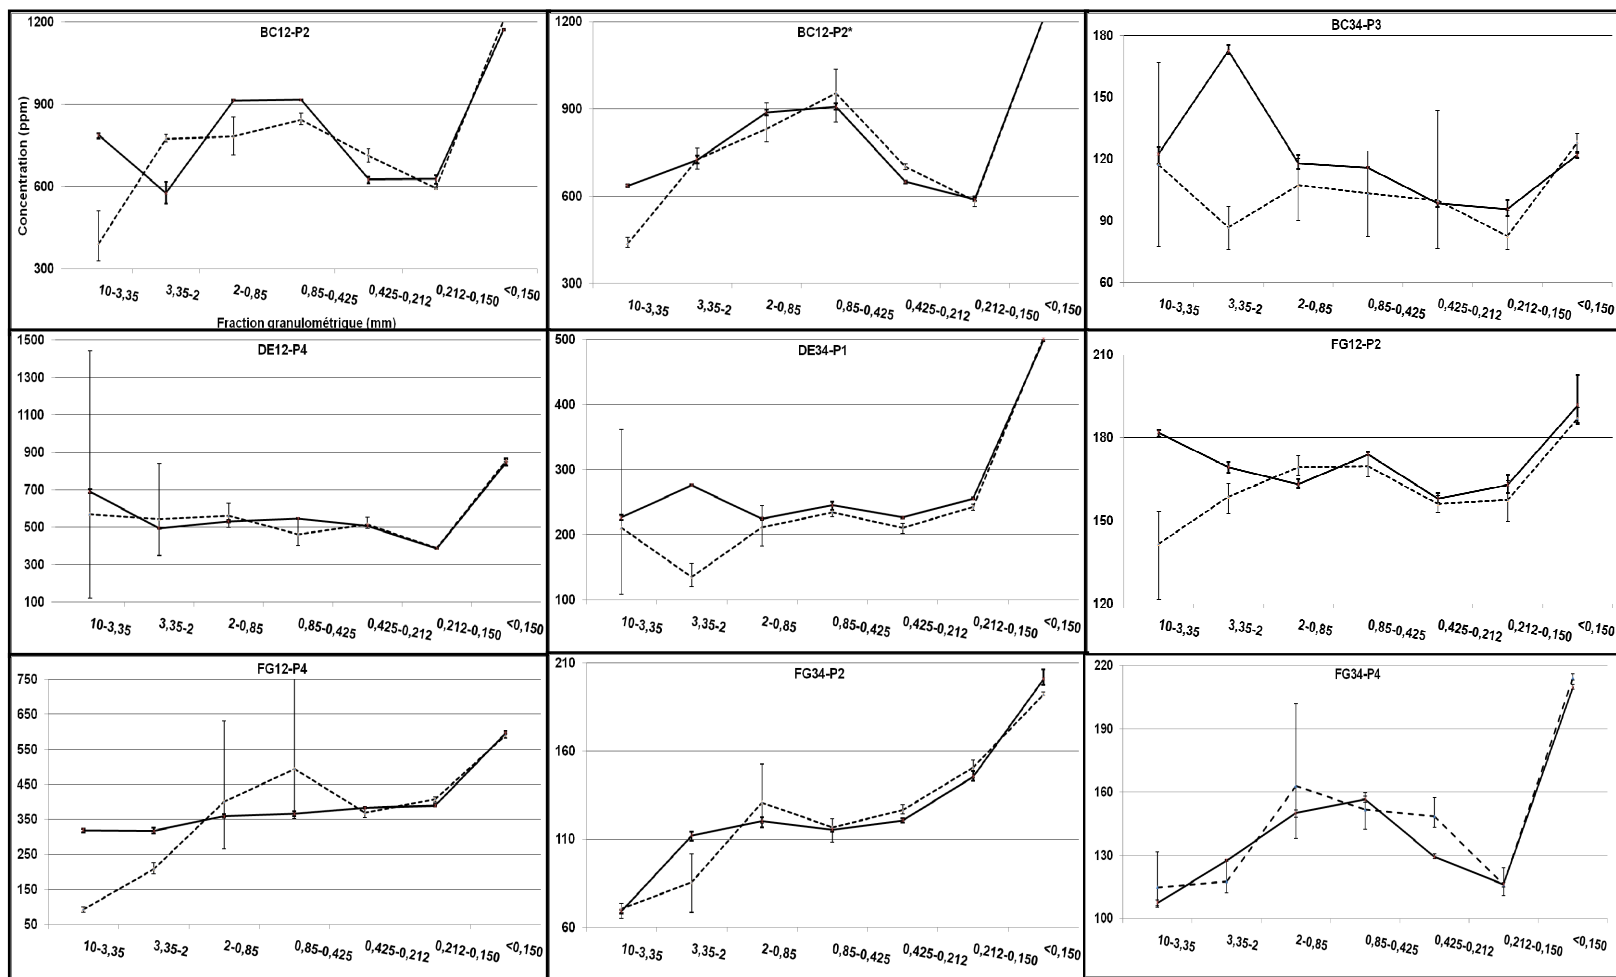 BC12-P2
1200
900
600
300
Concentration (ppm)
10-3,35 3,35-2 2-0,85 0,85-0,425 0,425-0,212 0,212-0,150 <0,150
Fraction granulométrique (mm)
BC12-P2*
1200
900
600
300
10-3,35 3,35-2 2-0,85 0,85-0,425 0,425-0,212 0,212-0,150 <0,150
BC34-P3
180
150
120
90
60
10-3,35 3,35-2 2-0,85 0,85-0,425 0,425-0,212 0,212-0,150 <0,150
DE12-P4
1500
1300
1100
900
700
500
300
100
10-3,35 3,35-2 2-0,85 0,85-0,425 0,425-0,212 0,212-0,150 <0,150
DE34-P1
500
400
300
200
100
10-3,35 3,35-2 2-0,85 0,85-0,425 0,425-0,212 0,212-0,150 <0,150
FG12-P2
210
180
150
120
10-3,35 3,35-2 2-0,85 0,85-0,425 0,425-0,212 0,212-0,150 <0,150
FG12-P4
750
650
550
450
350
250
150
50
10-3,35 3,35-2 2-0,85 0,85-0,425 0,425-0,212 0,212-0,150 <0,150
FG34-P2
210
160
110
60
10-3,35 3,35-2 2-0,85 0,85-0,425 0,425-0,212 0,212-0,150 <0,150
FG34-P4
220
190
160
130
100
10-3,35 3,35-2 2-0,85 0,85-0,425 0,425-0,212 0,212-0,150 <0,150